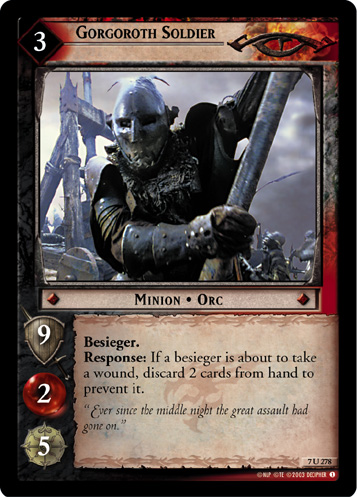 3
GORGOROTH SOLDIER
MINION • ORC
9
2
5
Besieger.
Response: If a besieger is about to take
a wound, discard 2 cards from hand to
prevent it.
“Ever since the middle night the great assault had
gone on.”
7 U 278
©NLP ™TE ©2003 DECIPHER